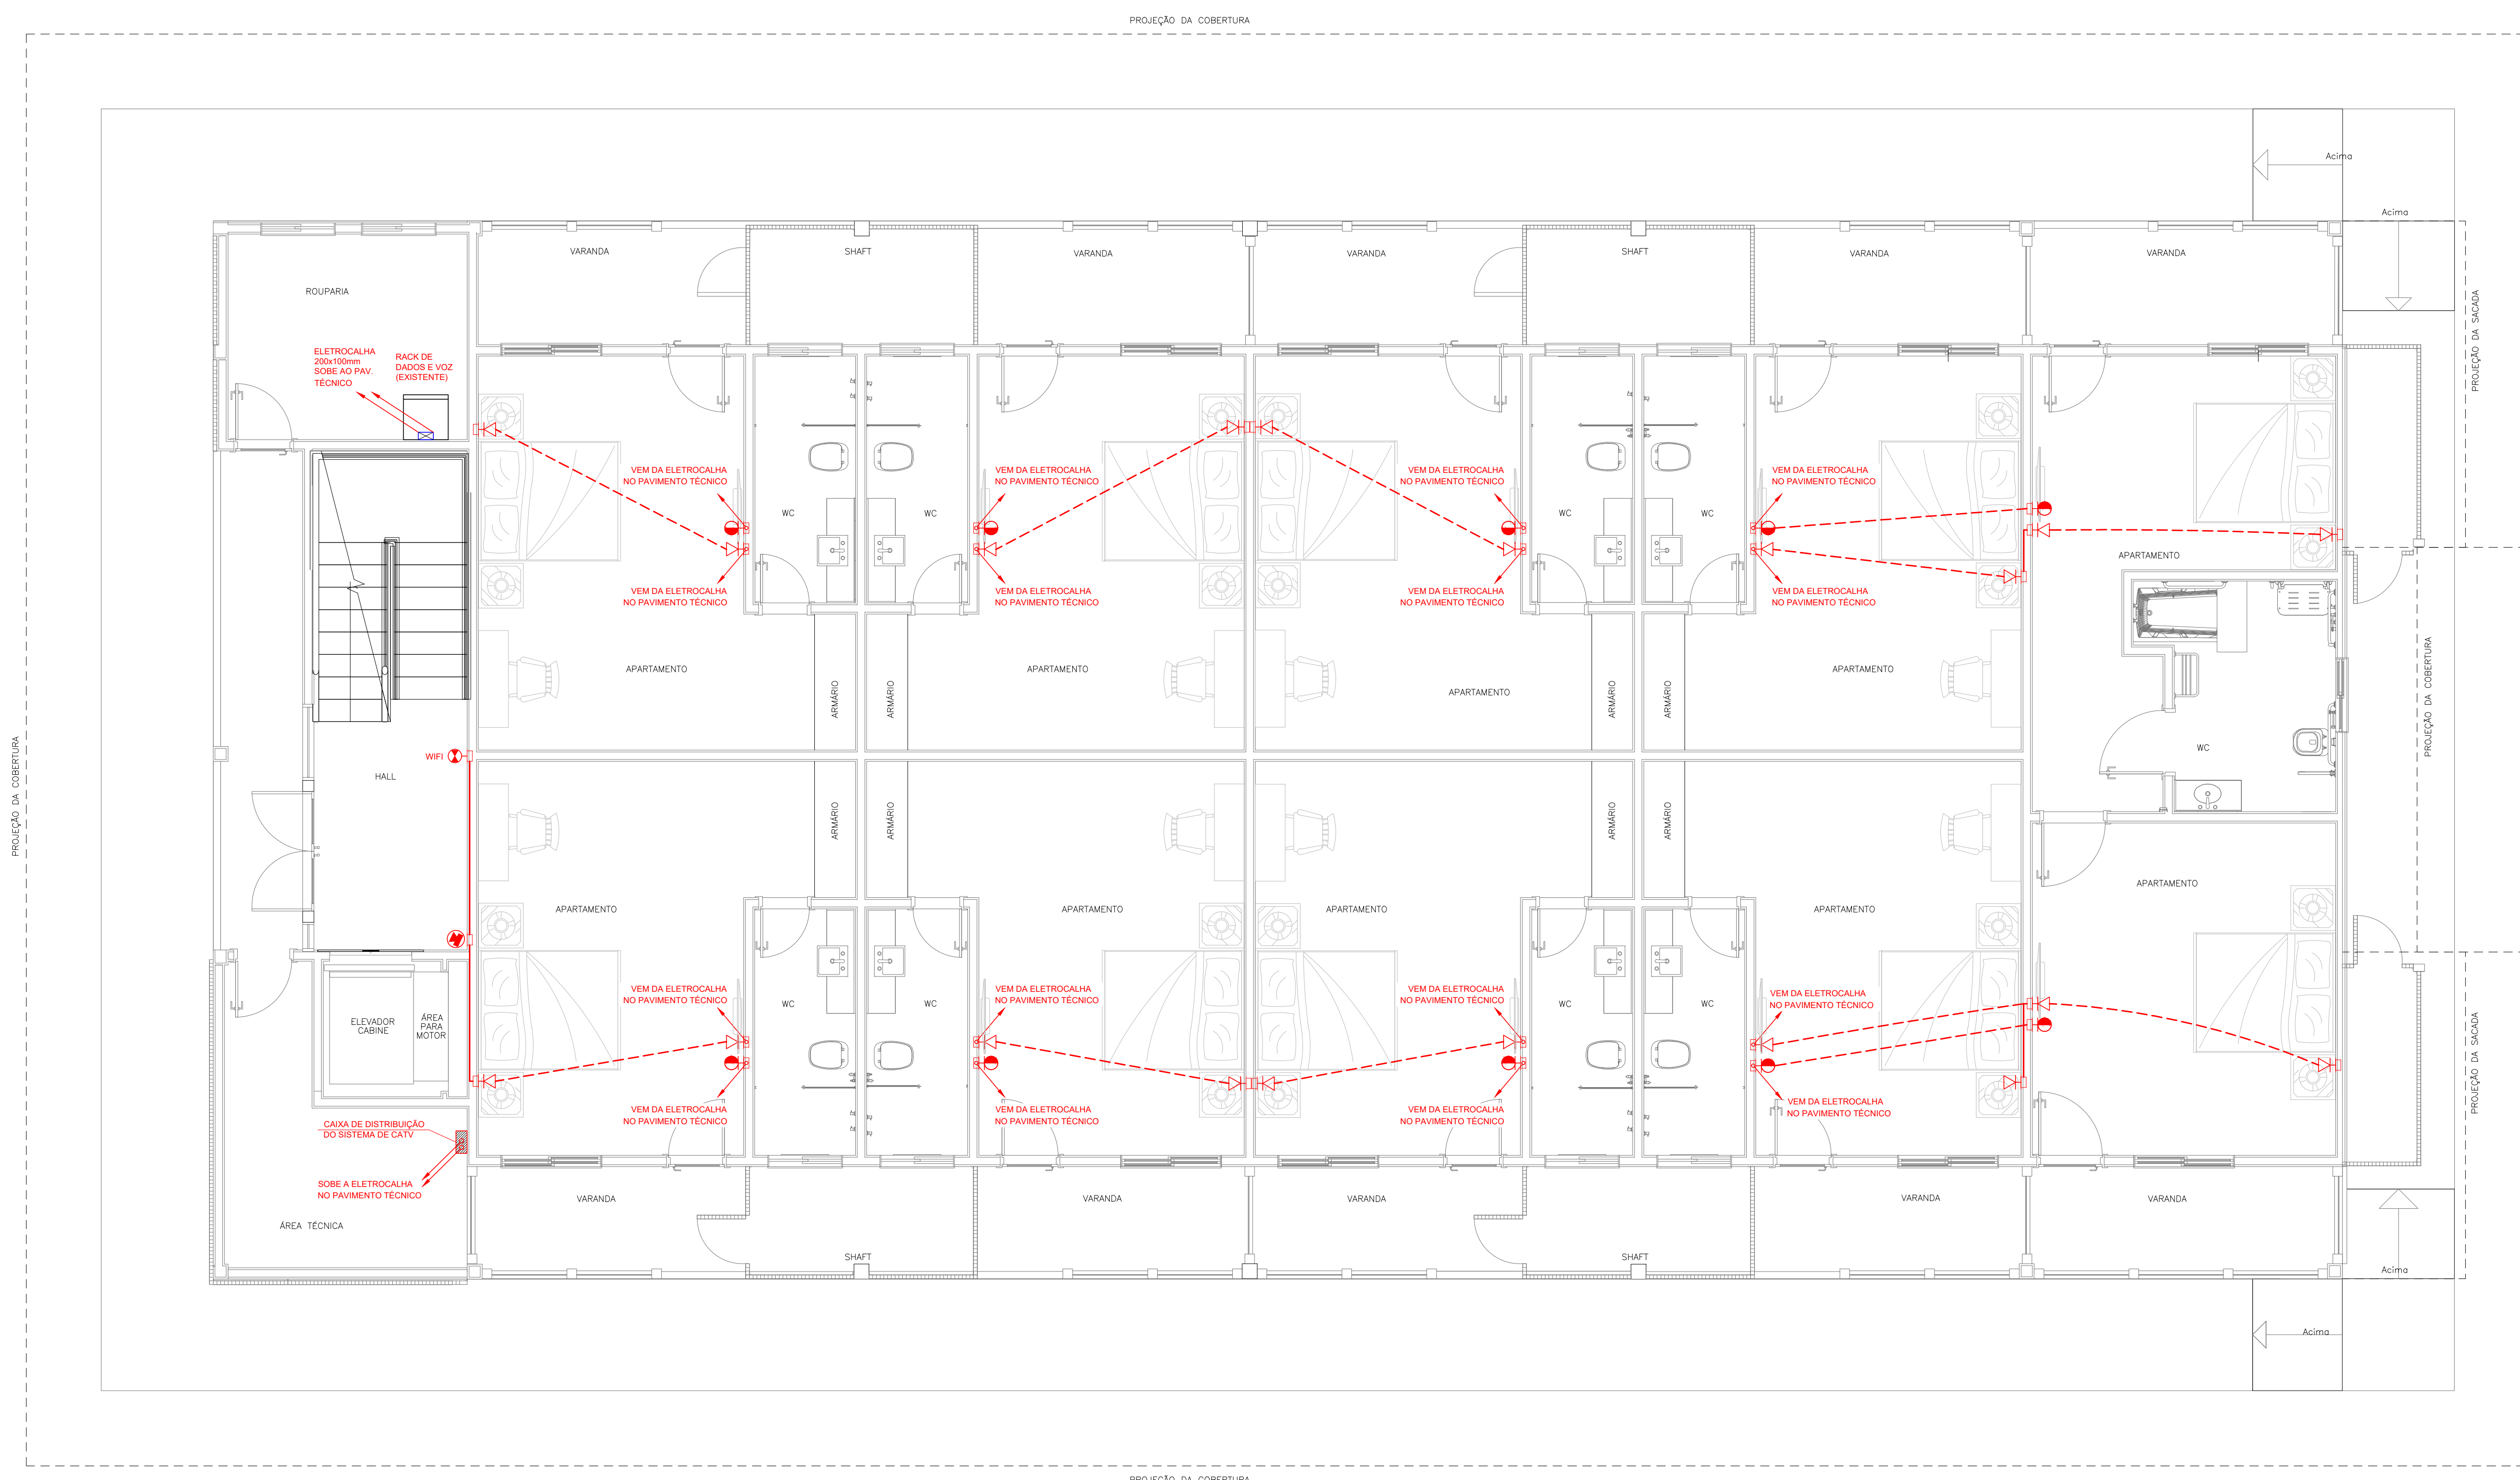 PROJEÇÃO DA COBERTURA
Acima
Acima
VARANDA
SHAFT
VARANDA
VARANDA
SHAFT
VARANDA
VARANDA
ROUPARIA
PROJEÇÃO DA SACADA
ELETROCALHA
200x100mm
SOBE AO PAV.
TÉCNICO
RACK DE
DADOS E VOZ
(EXISTENTE)
VEM DA ELETROCALHA
NO PAVIMENTO TÉCNICO
VEM DA ELETROCALHA
NO PAVIMENTO TÉCNICO
VEM DA ELETROCALHA
NO PAVIMENTO TÉCNICO
VEM DA ELETROCALHA
NO PAVIMENTO TÉCNICO
WC
WC
WC
WC
APARTAMENTO
VEM DA ELETROCALHA
NO PAVIMENTO TÉCNICO
VEM DA ELETROCALHA
NO PAVIMENTO TÉCNICO
VEM DA ELETROCALHA
NO PAVIMENTO TÉCNICO
VEM DA ELETROCALHA
NO PAVIMENTO TÉCNICO
APARTAMENTO
APARTAMENTO
APARTAMENTO
APARTAMENTO
ARMÁRIO
ARMÁRIO
ARMÁRIO
ARMÁRIO
PROJEÇÃO DA COBERTURA
WC
WIFI
HALL
PROJEÇÃO DA COBERTURA
ARMÁRIO
ARMÁRIO
ARMÁRIO
ARMÁRIO
APARTAMENTO
APARTAMENTO
APARTAMENTO
APARTAMENTO
APARTAMENTO
VEM DA ELETROCALHA
NO PAVIMENTO TÉCNICO
VEM DA ELETROCALHA
NO PAVIMENTO TÉCNICO
VEM DA ELETROCALHA
NO PAVIMENTO TÉCNICO
VEM DA ELETROCALHA
NO PAVIMENTO TÉCNICO
WC
WC
WC
WC
ELEVADOR
CABINE
ÁREA
PARA
MOTOR
PROJEÇÃO DA SACADA
VEM DA ELETROCALHA
NO PAVIMENTO TÉCNICO
VEM DA ELETROCALHA
NO PAVIMENTO TÉCNICO
VEM DA ELETROCALHA
NO PAVIMENTO TÉCNICO
VEM DA ELETROCALHA
NO PAVIMENTO TÉCNICO
CAIXA DE DISTRIBUIÇÃO
DO SISTEMA DE CATV
SOBE A ELETROCALHA
NO PAVIMENTO TÉCNICO
VARANDA
VARANDA
VARANDA
VARANDA
VARANDA
ÁREA TÉCNICA
SHAFT
SHAFT
Acima
Acima
PROJEÇÃO DA COBERTURA